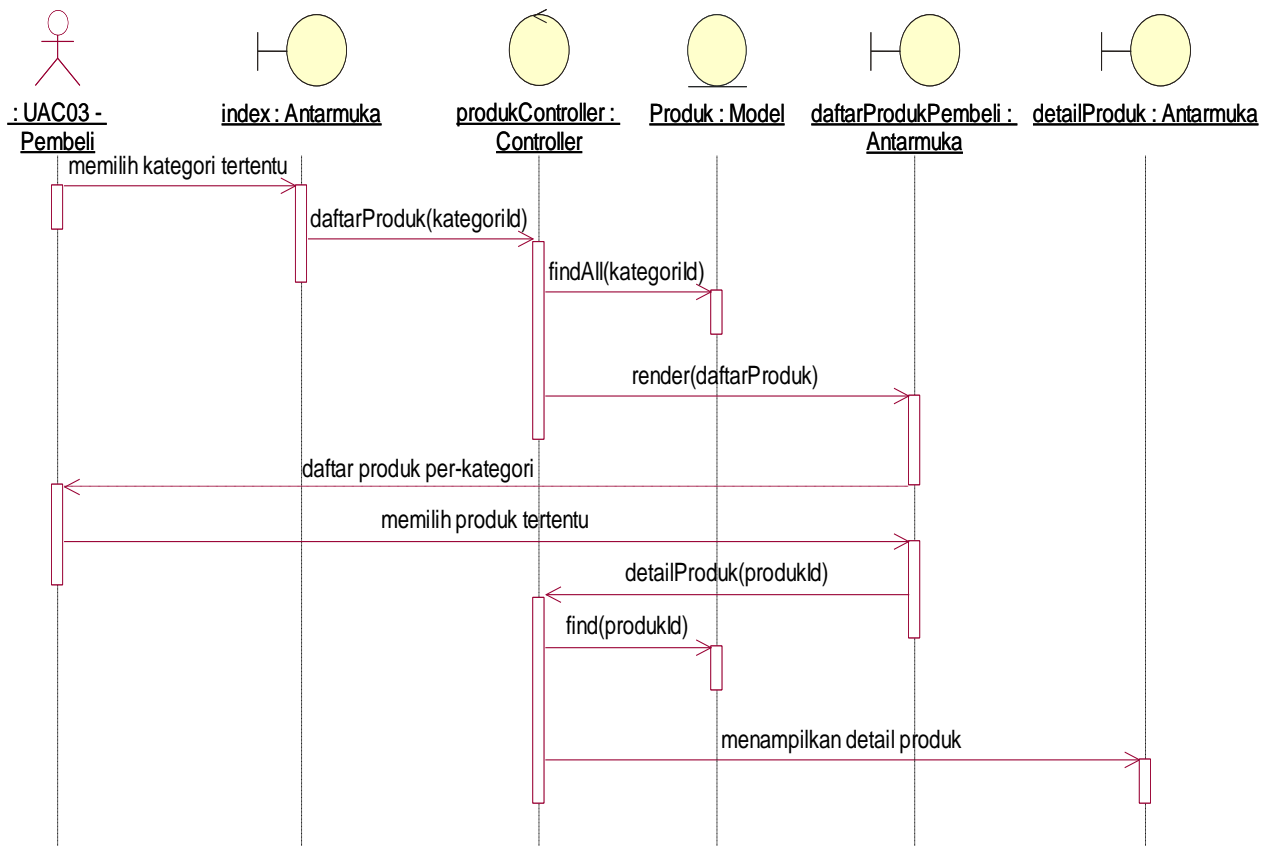 : UAC03 -
Pembeli
index : Antarmuka
produkController :
Controller
Produk : Model
daftarProdukPembeli :
Antarmuka
detailProduk : Antarmuka
memilih kategori tertentu
daftarProduk(kategoriId)
findAll(kategoriId)
render(daftarProduk)
daftar produk per-kategori
memilih produk tertentu
detailProduk(produkId)
find(produkId)
menampilkan detail produk